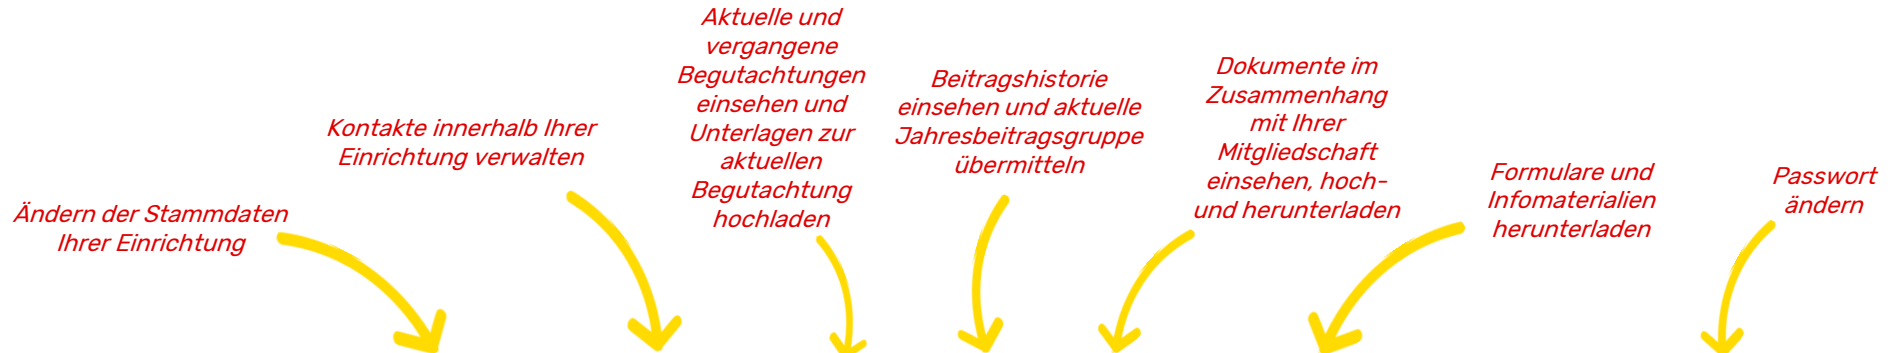 Ändern der Stammdaten
Ihrer Einrichtung
Kontakte innerhalb Ihrer
Einrichtung verwalten
Aktuelle und
vergangene
Begutachtungen
einsehen und
Unterlagen zur
aktuellen
Begutachtung
hochladen
Beitragshistorie
einsehen und aktuelle
Jahresbeitragsgruppe
übermitteln
Dokumente im
Zusammenhang
mit Ihrer
Mitgliedschaft
einsehen, hoch-
und herunterladen
Formulare und
Infomaterialien
herunterladen
Passwort
ändern